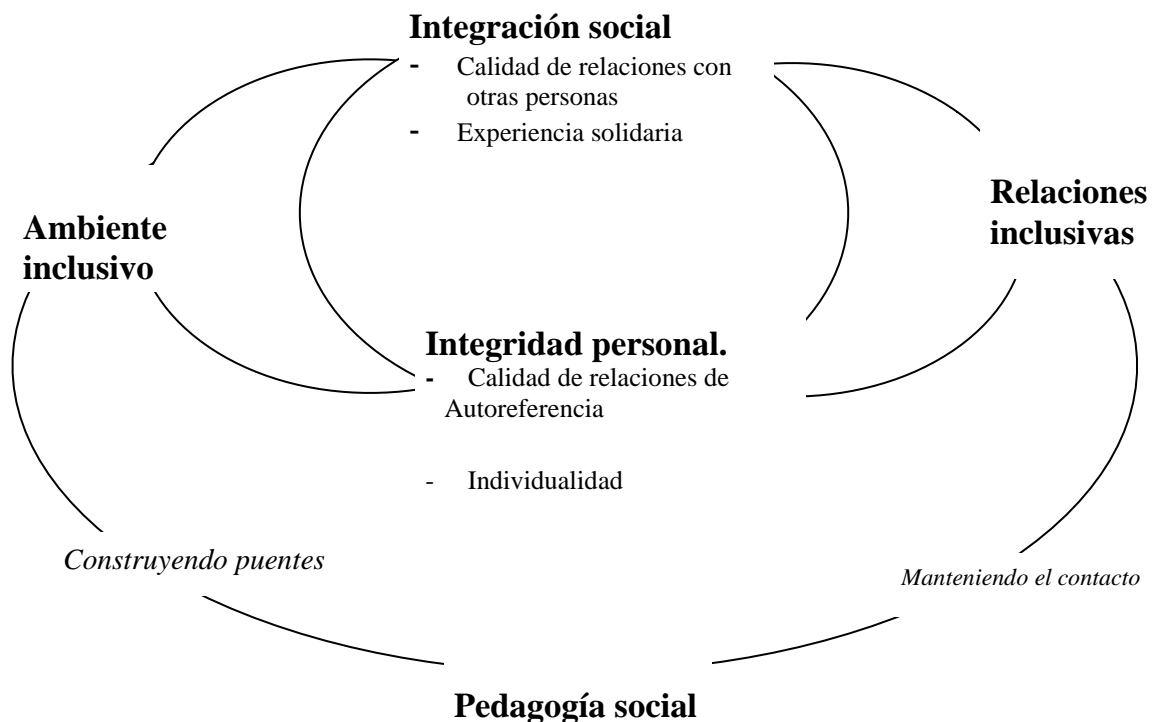 Integración social
- Calidad de relaciones con
otras personas
- Experiencia solidaria
Ambiente
inclusivo
Relaciones
inclusivas
Integridad personal.
- Calidad de relaciones de
Autoreferencia
- Individualidad
Construyendo puentes
Manteniendo el contacto
Pedagogía social